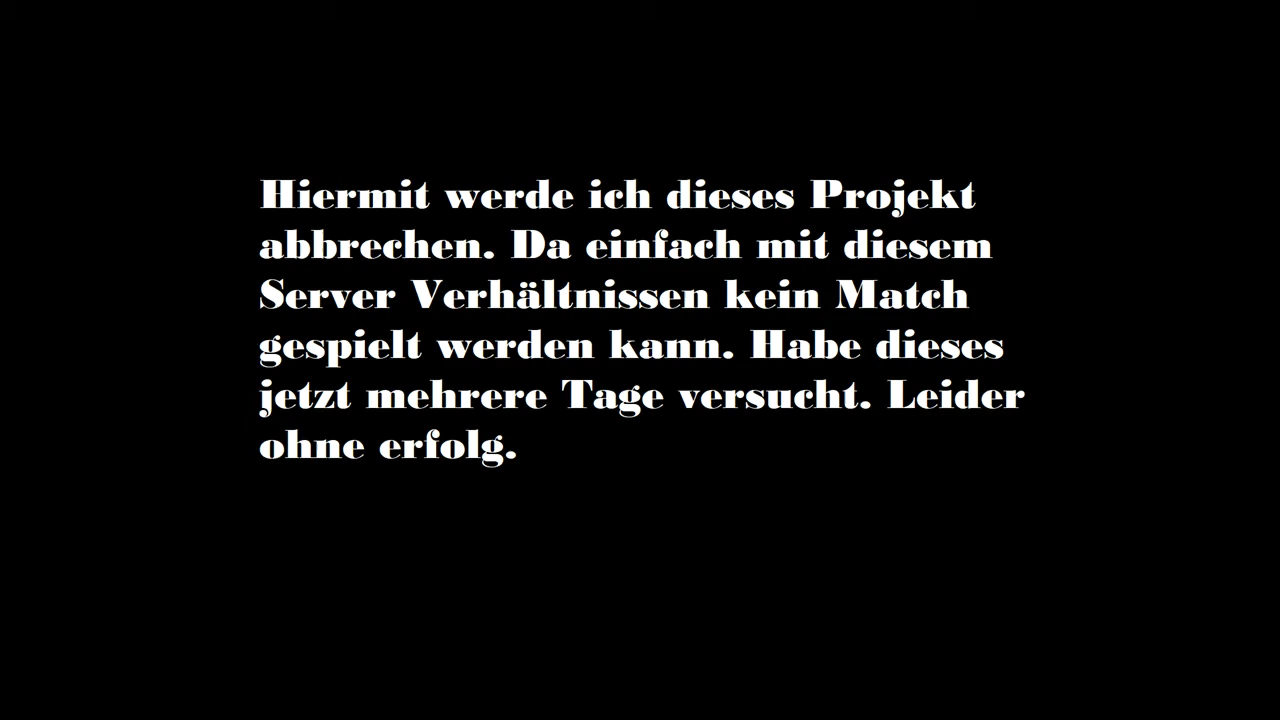 Hiermit werde ich dieses Projekt
abbrechen. Da einfach mit diesem
Server Verhältnissen kein Match
gespielt werden kann. Habe dieses
jetzt mehrere Tage versucht. Leider
ohne erfolg.